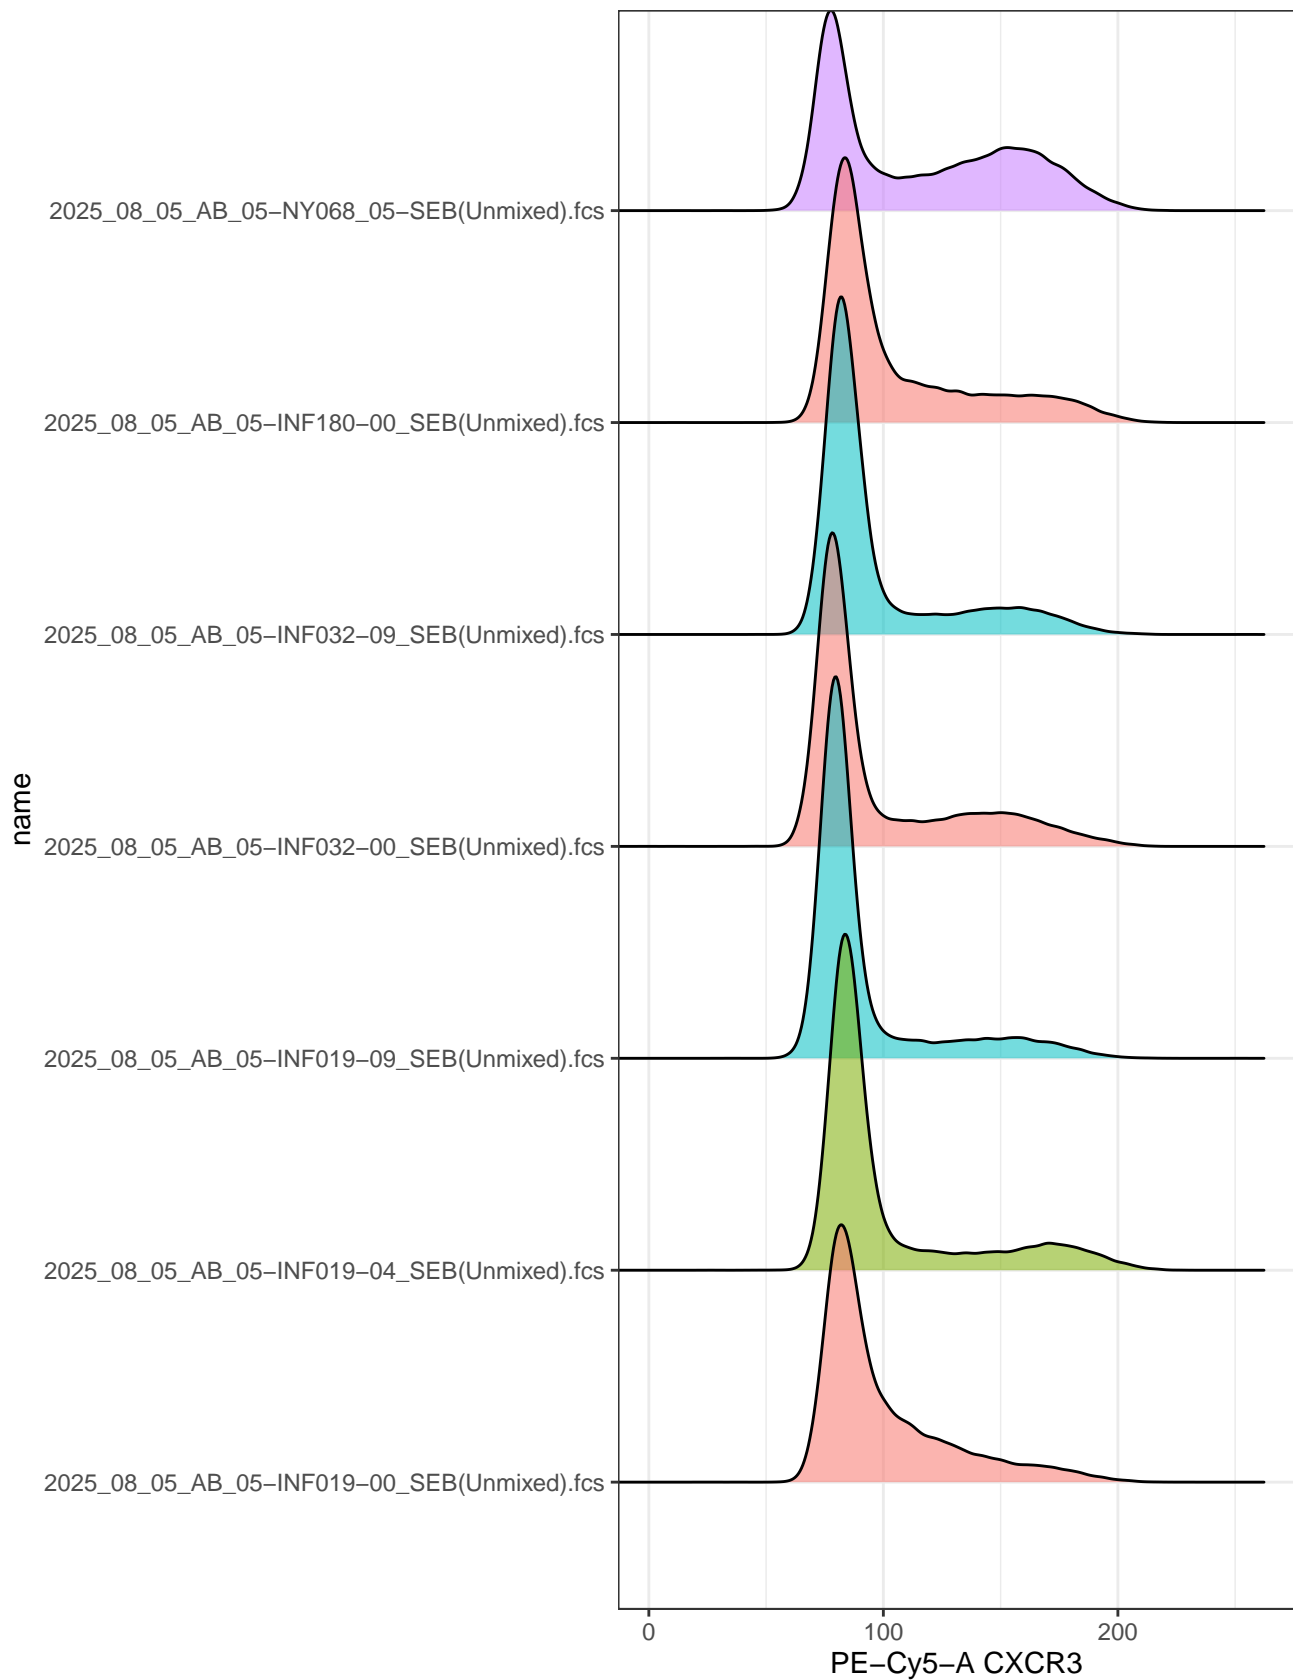 2025_08_05_AB_05−NY068_05−SEB(Unmixed).fcs
2025_08_05_AB_05−INF180−00_SEB(Unmixed).fcs
2025_08_05_AB_05−INF032−09_SEB(Unmixed).fcs
2025_08_05_AB_05−INF032−00_SEB(Unmixed).fcs
2025_08_05_AB_05−INF019−09_SEB(Unmixed).fcs
2025_08_05_AB_05−INF019−04_SEB(Unmixed).fcs
2025_08_05_AB_05−INF019−00_SEB(Unmixed).fcs
name
0 100 200
PE−Cy5−A CXCR3